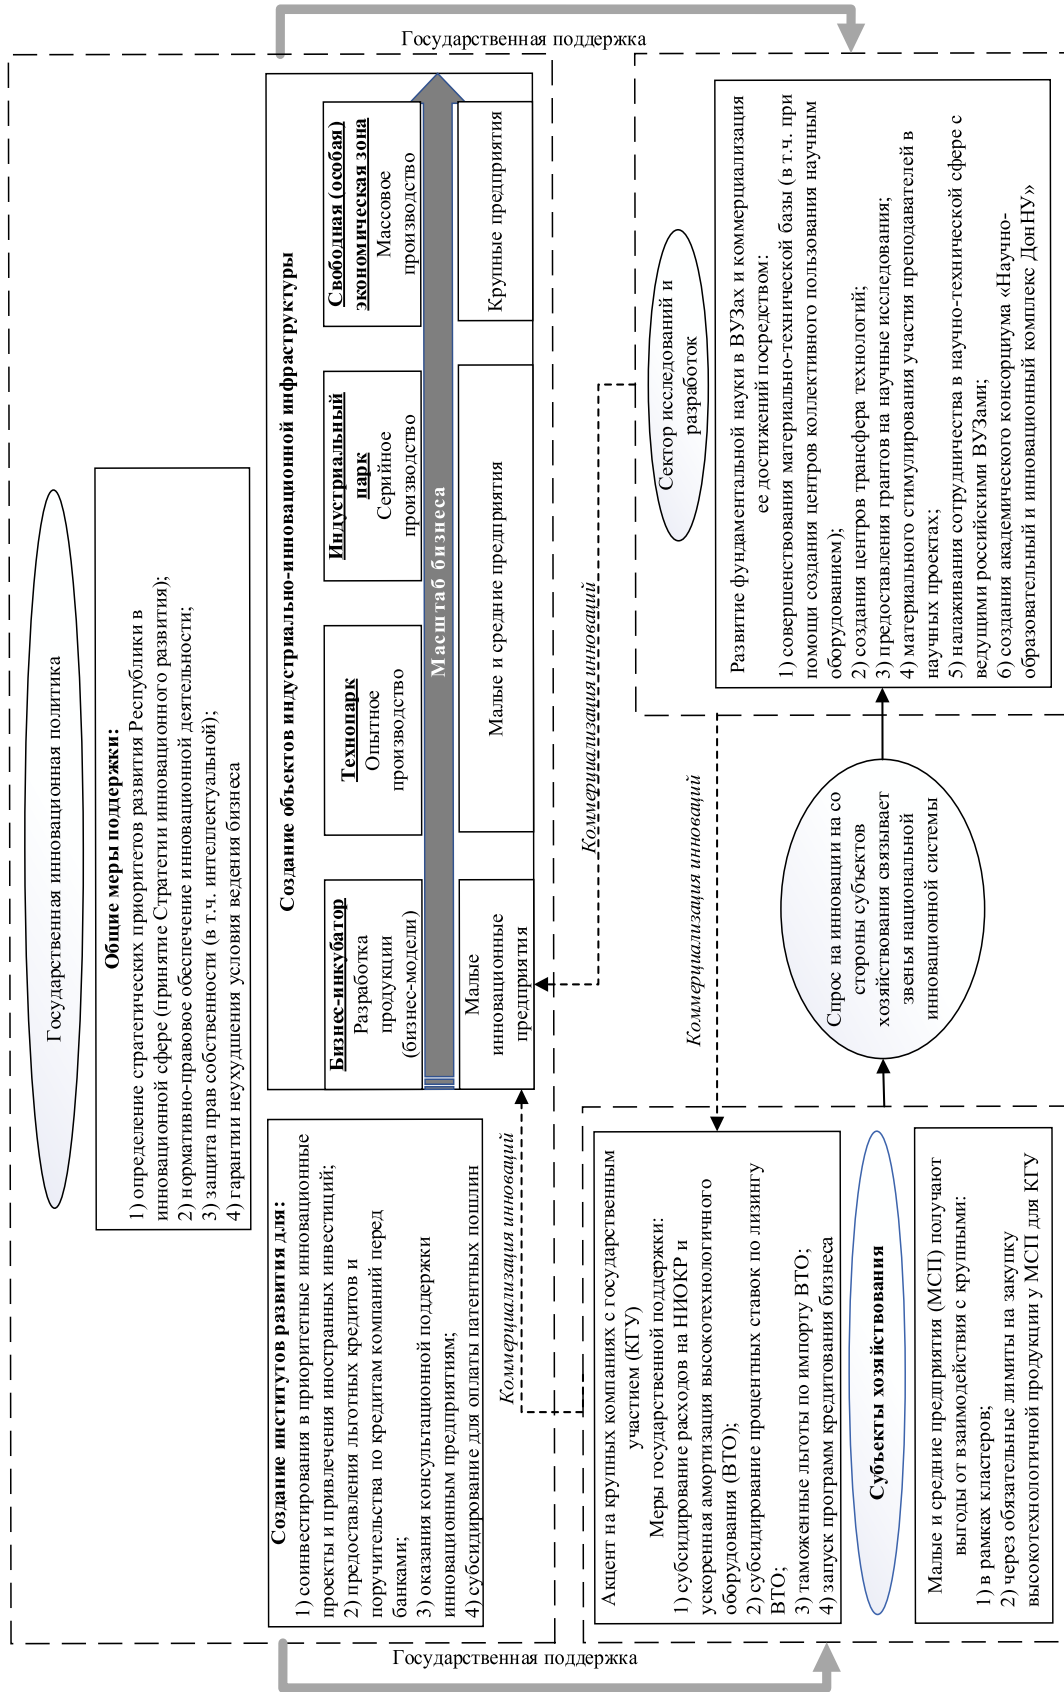 Государственная инновационная политика
Общие меры поддержки:
1) определение стратегических приоритетов развития Республики в
инновационной сфере (принятие Стратегии инновационного развития);
2) нормативно-правовое обеспечение инновационной деятельности;
3) защита прав собственности (в т.ч. интеллектуальной);
4) гарантии неухудшения условия ведения бизнеса
Создание институтов развития для:
1) соинвестирования в приоритетные инновационные
проекты и привлечения иностранных инвестиций;
2) предоставления льготных кредитов и
поручительства по кредитам компаний перед
банками;
3) оказания консультационной поддержки
инновационным предприятиям;
4) субсидирование для оплаты патентных пошлин
Создание объектов индустриально-инновационной инфраструктуры
Бизнес-инкубатор
Разработка
продукции
(бизнес-модели)
Технопарк
Опытное
производство
Индустриальный
парк
Серийное
производство
Свободная (особая)
экономическая зона
Массовое
производство
Масштаб бизнеса
Малые
инновационные
предприятия
Малые и средние предприятия
Крупные предприятия
Государственная поддержка
Государственная поддержка
Коммерциализация инноваций
Коммерциализация инноваций
Коммерциализация инноваций
Акцент на крупных компаниях с государственным
участием (КГУ)
Меры государственной поддержки:
1) субсидирование расходов на НИОКР и
ускоренная амортизация высокотехнологичного
оборудования (ВТО);
2) субсидирование процентных ставок по лизингу
ВТО;
3) таможенные льготы по импорту ВТО;
4) запуск программ кредитования бизнеса
Субъекты хозяйствования
Малые и средние предприятия (МСП) получают
выгоды от взаимодействия с крупными:
1) в рамках кластеров;
2) через обязательные лимиты на закупку
высокотехнологичной продукции у МСП для КГУ
Спрос на инновации на со
стороны субъектов
хозяйствования связывает
звенья национальной
инновационной системы
Сектор исследований и
разработок
Развитие фундаментальной науки в ВУЗах и коммерциализации
ее достижений посредством:
1) совершенствования материально-технической базы (в т.ч. при
помощи создания центров коллективного пользования научным
оборудованием);
2) создания центров трансфера технологий;
3) предоставления грантов на научные исследования;
4) материального стимулирования участия преподавателей в
научных проектах;
5) налаживания сотрудничества в научно-технической сфере с
ведущими российскими ВУЗами;
6) создания академического консорциума «Научно-
образовательный и инновационный комплекс ДонНУ»